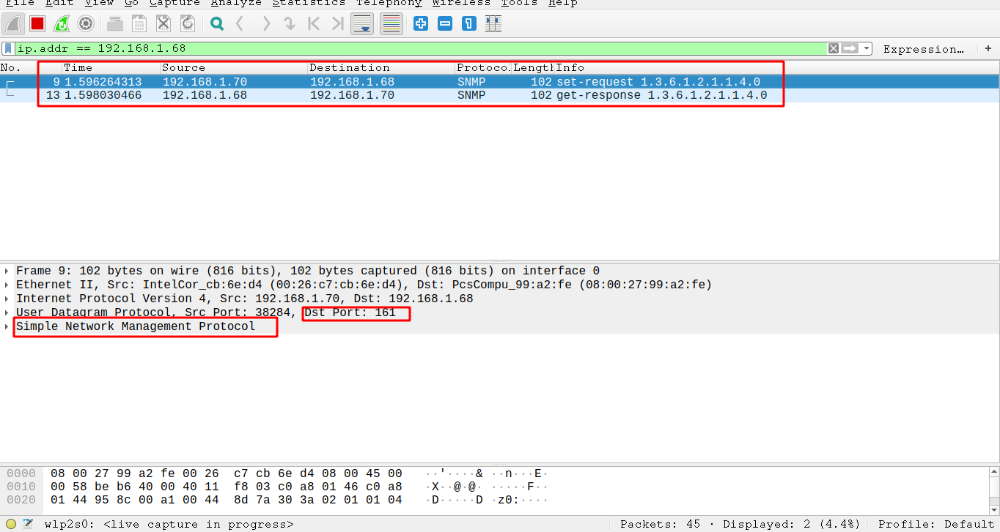 File Edit View Go Capture Analyze Statistics Telephony Wireless Tools Help
ip.addr == 192.168.1.68 Expression… +
No. Time Source Destination Protocol Length Info
9 1.596264313 192.168.1.70 192.168.1.68 SNMP 102 set-request 1.3.6.1.2.1.1.4.0
13 1.598030466 192.168.1.68 192.168.1.70 SNMP 102 get-response 1.3.6.1.2.1.1.4.0
Frame 9: 102 bytes on wire (816 bits), 102 bytes captured (816 bits) on interface 0
Ethernet II, Src: IntelCor_cb:6e:d4 (00:26:c7:cb:6e:d4), Dst: PcsCompu_99:a2:fe (08:00:27:99:a2:fe)
Internet Protocol Version 4, Src: 192.168.1.70, Dst: 192.168.1.68
User Datagram Protocol, Src Port: 38284, Dst Port: 161
Simple Network Management Protocol
0000 08 00 27 99 a2 fe 00 26 c7 cb 6e d4 08 00 45 00 ··'····& ··n···E·
0010 00 58 be b6 40 00 40 11 f8 03 c0 a8 01 46 c0 a8 ·X··@·@· ·····F··
0020 01 44 95 8c 00 a1 00 44 8d 7a 30 3a 02 01 01 04 ·D·····D ·z0:····
wlp2s0: <live capture in progress> Packets: 45 · Displayed: 2 (4.4%) Profile: Default